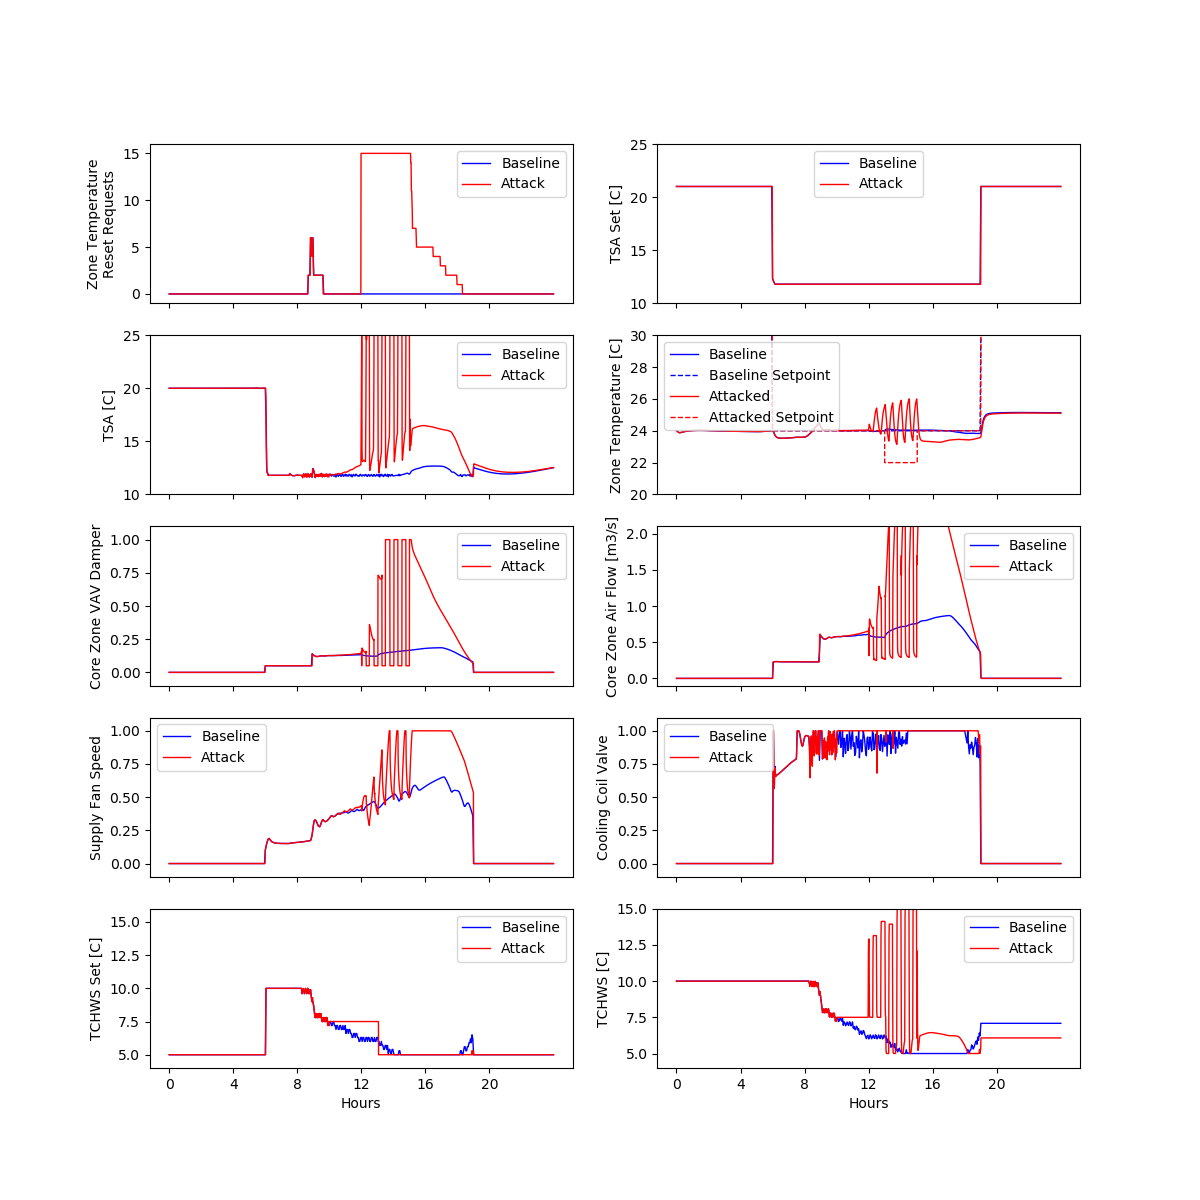 Zone Temperature
Reset Requests
15
10
5
0
Baseline
Attack
TSA Set [C]
25
20
15
10
Baseline
Attack
TSA [C]
25
20
15
10
Baseline
Attack
Zone Temperature [C]
30
28
26
24
22
20
Baseline
Baseline Setpoint
Attacked
Attacked Setpoint
Core Zone VAV Damper
1.00
0.75
0.50
0.25
0.00
Baseline
Attack
Core Zone Air Flow [m3/s]
2.0
1.5
1.0
0.5
0.0
Baseline
Attack
Supply Fan Speed
1.00
0.75
0.50
0.25
0.00
Baseline
Attack
Cooling Coil Valve
1.00
0.75
0.50
0.25
0.00
Baseline
Attack
TCHWS Set [C]
15.0
12.5
10.0
7.5
5.0
Baseline
Attack
0 4 8 12 16 20
Hours
TCHWS [C]
15.0
12.5
10.0
7.5
5.0
Baseline
Attack
0 4 8 12 16 20
Hours